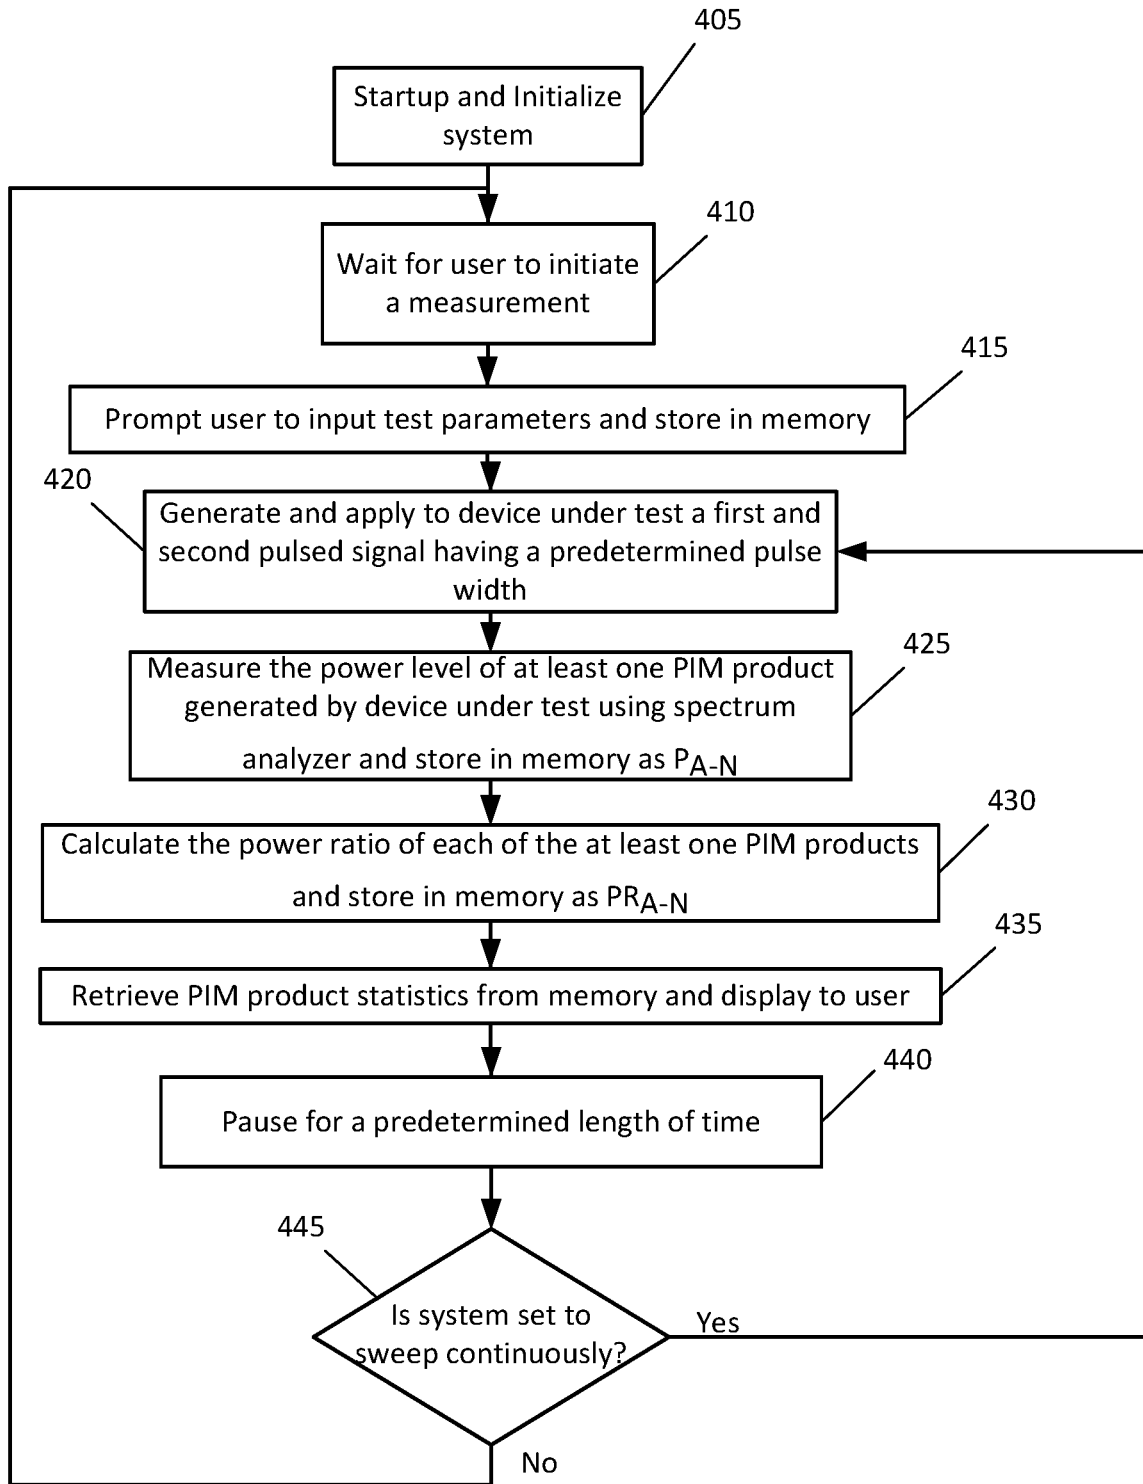 405
Startup and Initialize
system
410
Wait for user to initiate
a measurement
415
Prompt user to input test parameters and store in memory
420
Generate and apply to device under test a first and
second pulsed signal having a predetermined pulse
width
425
Measure the power level of at least one PIM product
generated by device under test using spectrum
analyzer and store in memory as PA-N
430
Calculate the power ratio of each of the at least one PIM products
and store in memory as PRA-N
435
Retrieve PIM product statistics from memory and display to user
440
Pause for a predetermined length of time
445
Is system set to
sweep continuously?
Yes
No